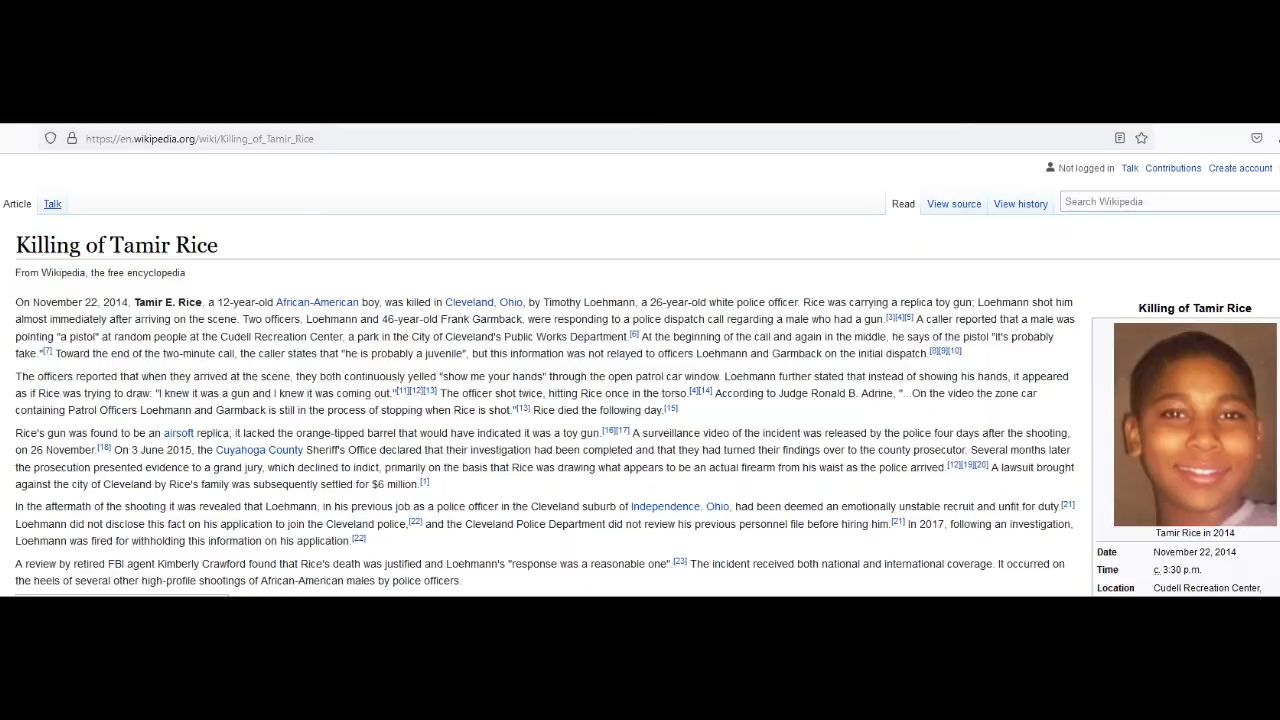 https://en.wikipedia.org/wiki/Killing_of_Tamir_Rice
Not logged in Talk Contributions Create account
Article Talk Read View source View history Search Wikipedia
Killing of Tamir Rice
From Wikipedia, the free encyclopedia
On November 22, 2014, Tamir E. Rice, a 12-year-old African-American boy, was killed in Cleveland, Ohio, by Timothy Loehmann, a 26-year-old white police officer. Rice was carrying a replica toy gun; Loehmann shot him
almost immediately after arriving on the scene. Two officers, Loehmann and 46-year-old Frank Garmback, were responding to a police dispatch call regarding a male who had a gun.[3][4][5] A caller reported that a male was
pointing "a pistol" at random people at the Cudell Recreation Center, a park in the City of Cleveland's Public Works Department.[6] At the beginning of the call and again in the middle, he says of the pistol "it's probably
fake."[7] Toward the end of the two-minute call, the caller states that "he is probably a juvenile", but this information was not relayed to officers Loehmann and Garmback on the initial dispatch.[8][9][10]
The officers reported that when they arrived at the scene, they both continuously yelled "show me your hands" through the open patrol car window. Loehmann further stated that instead of showing his hands, it appeared
as if Rice was trying to draw: "I knew it was a gun and I knew it was coming out."[11][12][13] The officer shot twice, hitting Rice once in the torso.[4][14] According to Judge Ronald B. Adrine, "...On the video the zone car
containing Patrol Officers Loehmann and Garmback is still in the process of stopping when Rice is shot."[13] Rice died the following day.[15]
Rice's gun was found to be an airsoft replica; it lacked the orange-tipped barrel that would have indicated it was a toy gun.[16][17] A surveillance video of the incident was released by the police four days after the shooting,
on 26 November.[18] On 3 June 2015, the Cuyahoga County Sheriff's Office declared that their investigation had been completed and that they had turned their findings over to the county prosecutor. Several months later
the prosecution presented evidence to a grand jury, which declined to indict, primarily on the basis that Rice was drawing what appears to be an actual firearm from his waist as the police arrived.[12][19][20] A lawsuit brought
against the city of Cleveland by Rice's family was subsequently settled for $6 million.[1]
In the aftermath of the shooting it was revealed that Loehmann, in his previous job as a police officer in the Cleveland suburb of Independence, Ohio, had been deemed an emotionally unstable recruit and unfit for duty.[21]
Loehmann did not disclose this fact on his application to join the Cleveland police,[22] and the Cleveland Police Department did not review his previous personnel file before hiring him.[21] In 2017, following an investigation,
Loehmann was fired for withholding this information on his application.[22]
A review by retired FBI agent Kimberly Crawford found that Rice's death was justified and Loehmann's "response was a reasonable one".[23] The incident received both national and international coverage. It occurred on
the heels of several other high-profile shootings of African-American males by police officers.
Killing of Tamir Rice
Tamir Rice in 2014
Date November 22, 2014
Time c. 3:30 p.m.
Location Cudell Recreation Center,